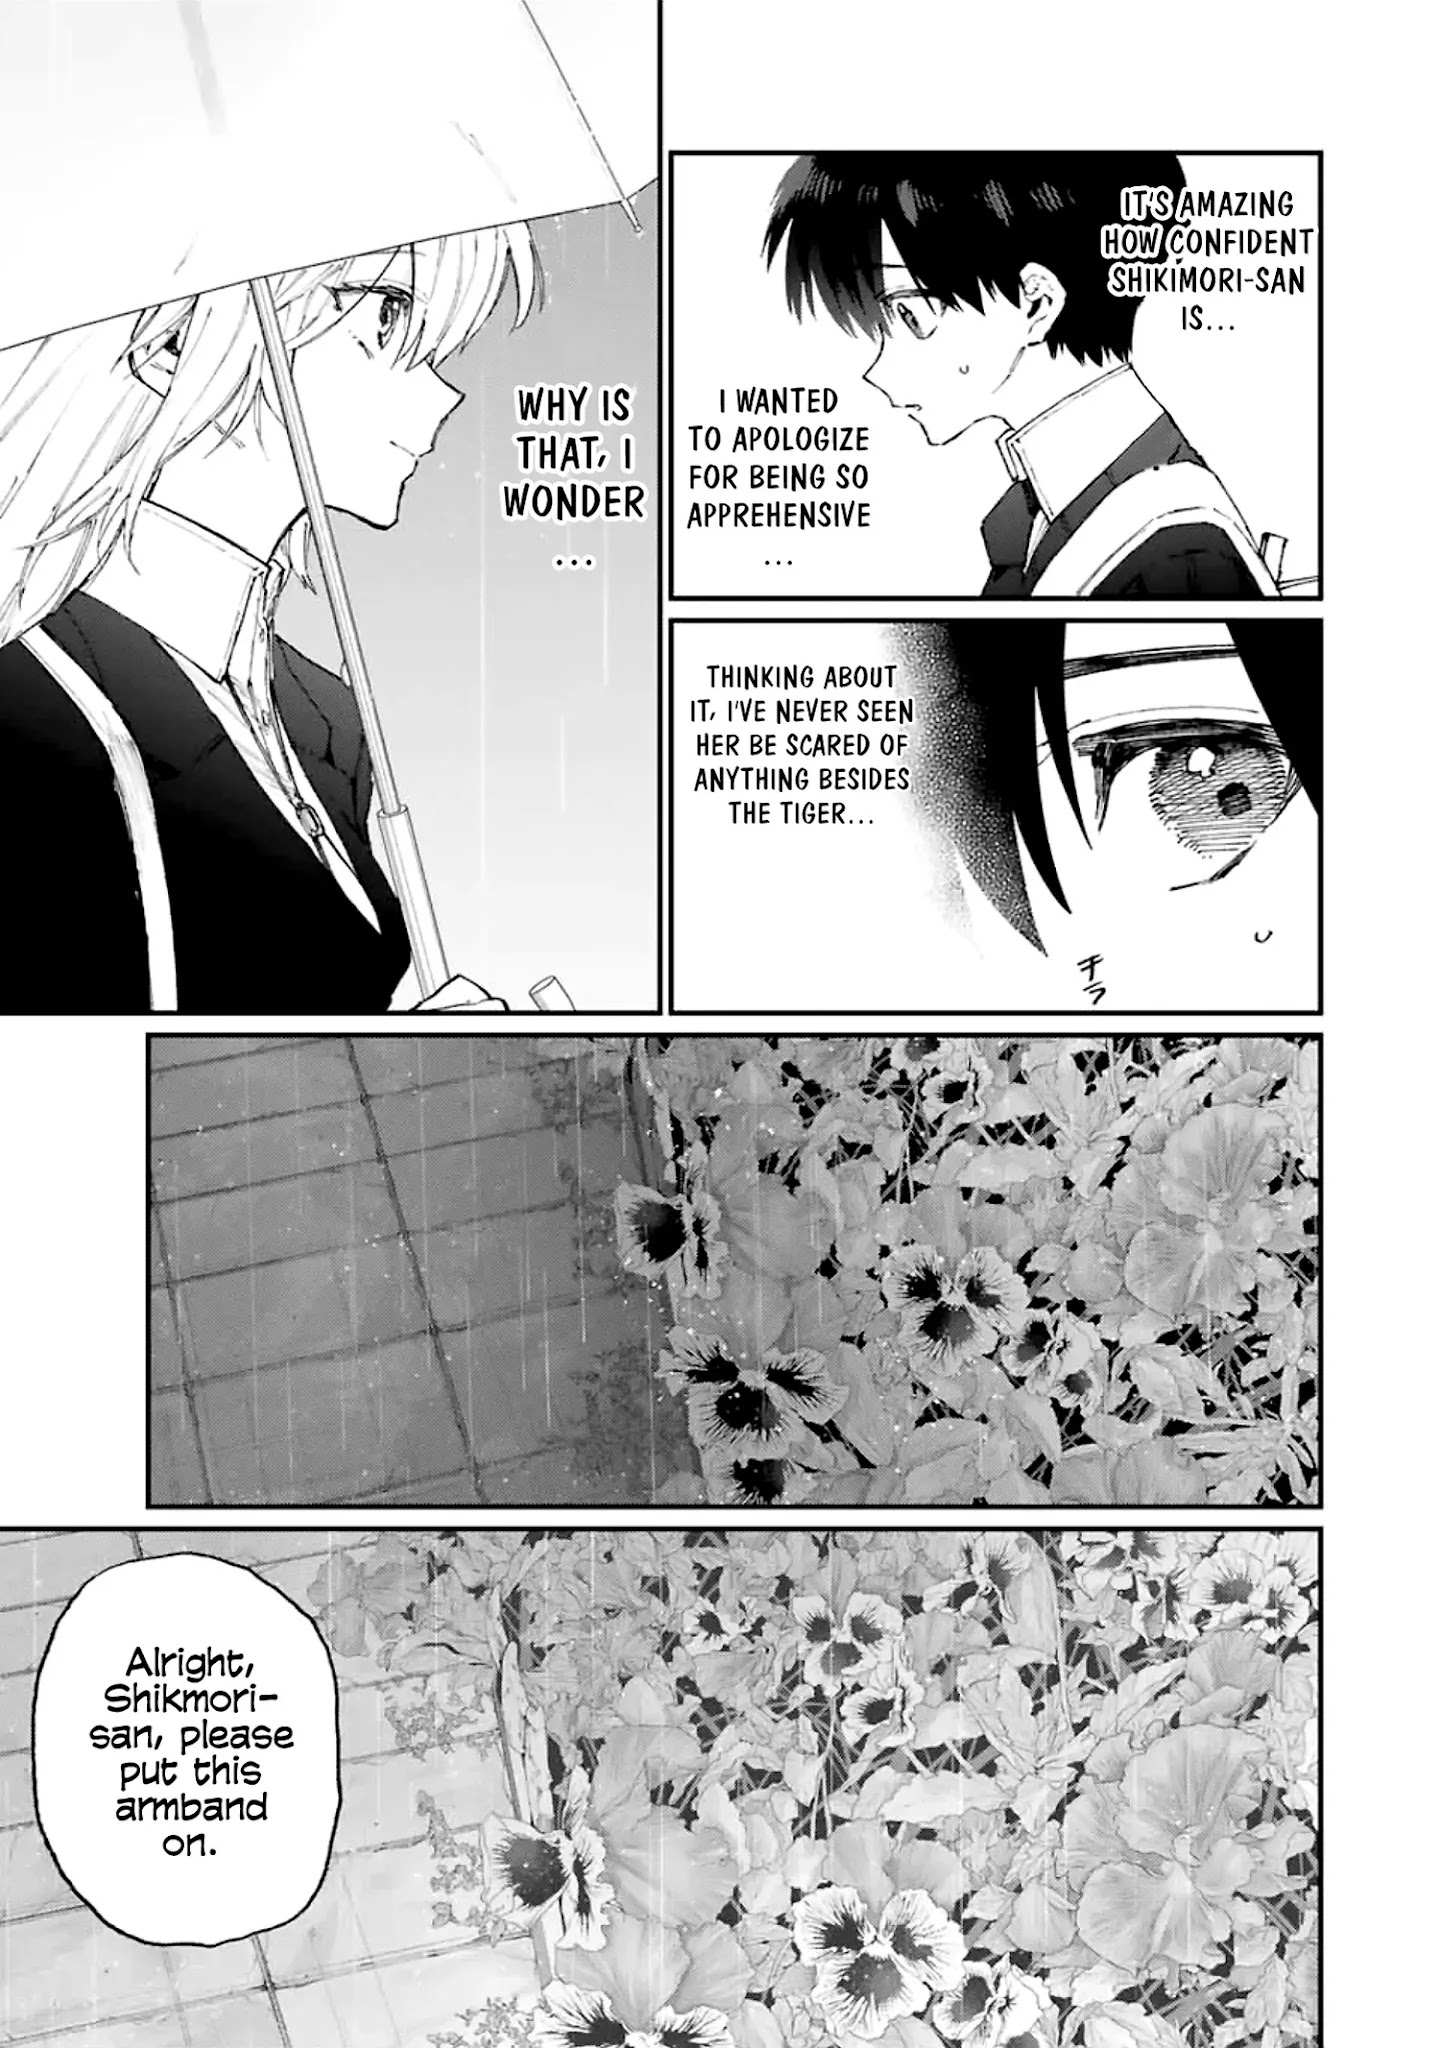 IT'S AMAZING
HOW CONFIDENT
SHIKIMORI-SAN
IS...
I WANTED
TO APOLOGIZE
FOR BEING SO
APPREHENSIVE
...
THINKING ABOUT
IT, I'VE NEVER SEEN
HER BE SCARED OF
ANYTHING BESIDES
THE TIGER...
チラ
WHY IS
THAT, I
WONDER
...
Alright,
Shikmori-
san, please
put this
armband
on.